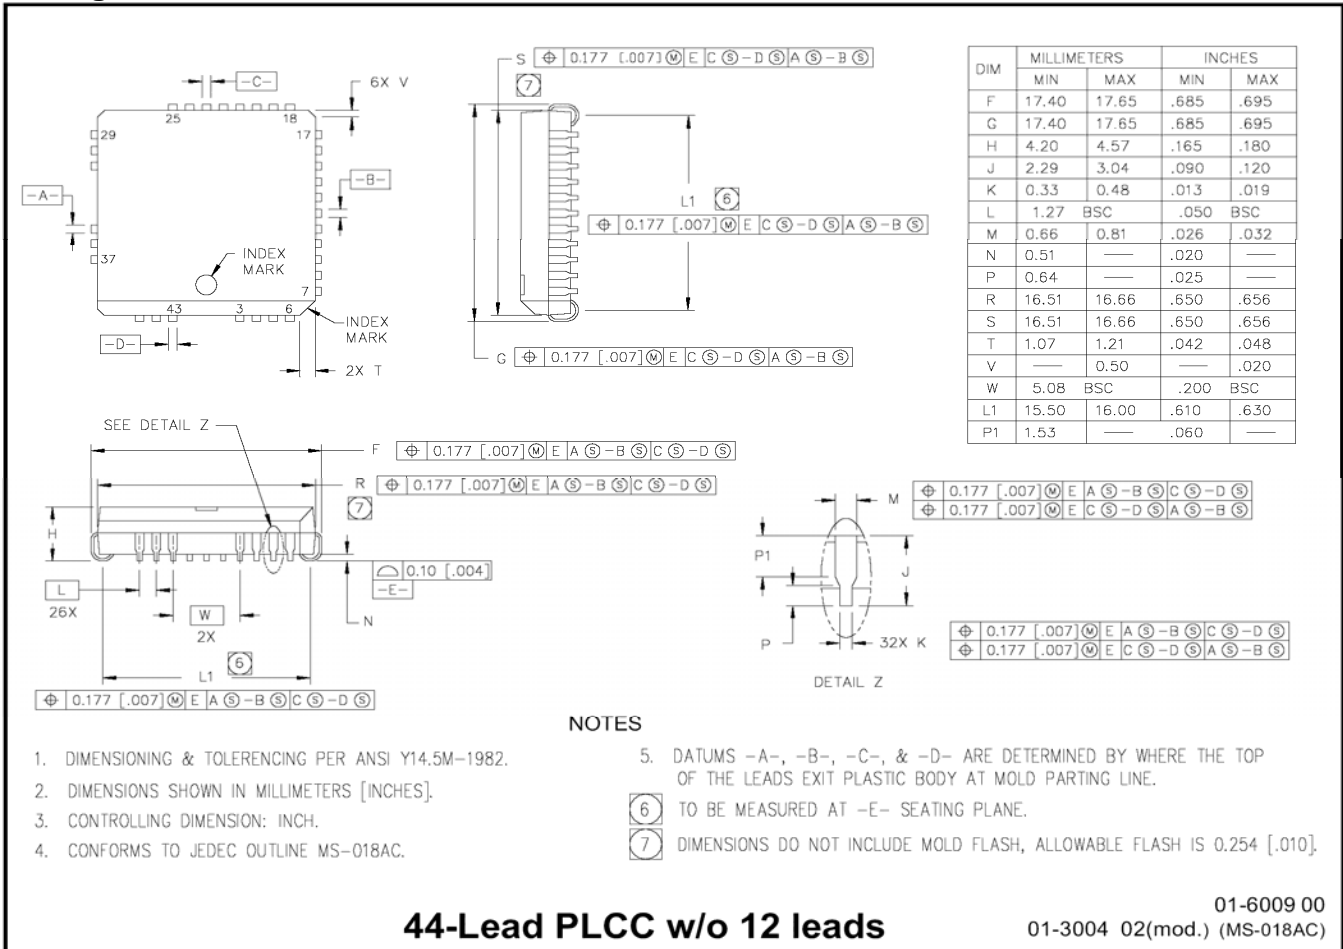 -C-
6X V
25
18
29
17
-B-
-A-
37
INDEX
MARK
7
43
3
6
INDEX
MARK
-D-
2X T
S ⌖ 0.177 [.007]Ⓜ E C Ⓢ-D Ⓢ A Ⓢ-B Ⓢ
7
L1
6
⌖ 0.177 [.007]Ⓜ E C Ⓢ-D Ⓢ A Ⓢ-B Ⓢ
G ⌖ 0.177 [.007]Ⓜ E C Ⓢ-D Ⓢ A Ⓢ-B Ⓢ
DIM MILLIMETERS INCHES
MIN MAX MIN MAX
F 17.40 17.65 .685 .695
G 17.40 17.65 .685 .695
H 4.20 4.57 .165 .180
J 2.29 3.04 .090 .120
K 0.33 0.48 .013 .019
L 1.27 BSC .050 BSC
M 0.66 0.81 .026 .032
N 0.51 — .020 —
P 0.64 — .025 —
R 16.51 16.66 .650 .656
S 16.51 16.66 .650 .656
T 1.07 1.21 .042 .048
V — 0.50 — .020
W 5.08 BSC .200 BSC
L1 15.50 16.00 .610 .630
P1 1.53 — .060 —
SEE DETAIL Z
F ⌖ 0.177 [.007]Ⓜ E A Ⓢ-B Ⓢ C Ⓢ-D Ⓢ
R ⌖ 0.177 [.007]Ⓜ E A Ⓢ-B Ⓢ C Ⓢ-D Ⓢ
7
H
0.10 [.004]
-E-
L
26X
W
2X
N
6
L1
⌖ 0.177 [.007]Ⓜ E A Ⓢ-B Ⓢ C Ⓢ-D Ⓢ
M ⌖ 0.177 [.007]Ⓜ E A Ⓢ-B Ⓢ C Ⓢ-D Ⓢ
⌖ 0.177 [.007]Ⓜ E C Ⓢ-D Ⓢ A Ⓢ-B Ⓢ
P1
J
P
32X K
⌖ 0.177 [.007]Ⓜ E A Ⓢ-B Ⓢ C Ⓢ-D Ⓢ
⌖ 0.177 [.007]Ⓜ E C Ⓢ-D Ⓢ A Ⓢ-B Ⓢ
DETAIL Z
NOTES
1. DIMENSIONING & TOLERENCING PER ANSI Y14.5M-1982.
2. DIMENSIONS SHOWN IN MILLIMETERS [INCHES].
3. CONTROLLING DIMENSION: INCH.
4. CONFORMS TO JEDEC OUTLINE MS-018AC.
5. DATUMS -A-, -B-, -C-, & -D- ARE DETERMINED BY WHERE THE TOP
OF THE LEADS EXIT PLASTIC BODY AT MOLD PARTING LINE.
6 TO BE MEASURED AT -E- SEATING PLANE.
7 DIMENSIONS DO NOT INCLUDE MOLD FLASH, ALLOWABLE FLASH IS 0.254 [.010].
44-Lead PLCC w/o 12 leads
01-6009 00
01-3004 02(mod.) (MS-018AC)